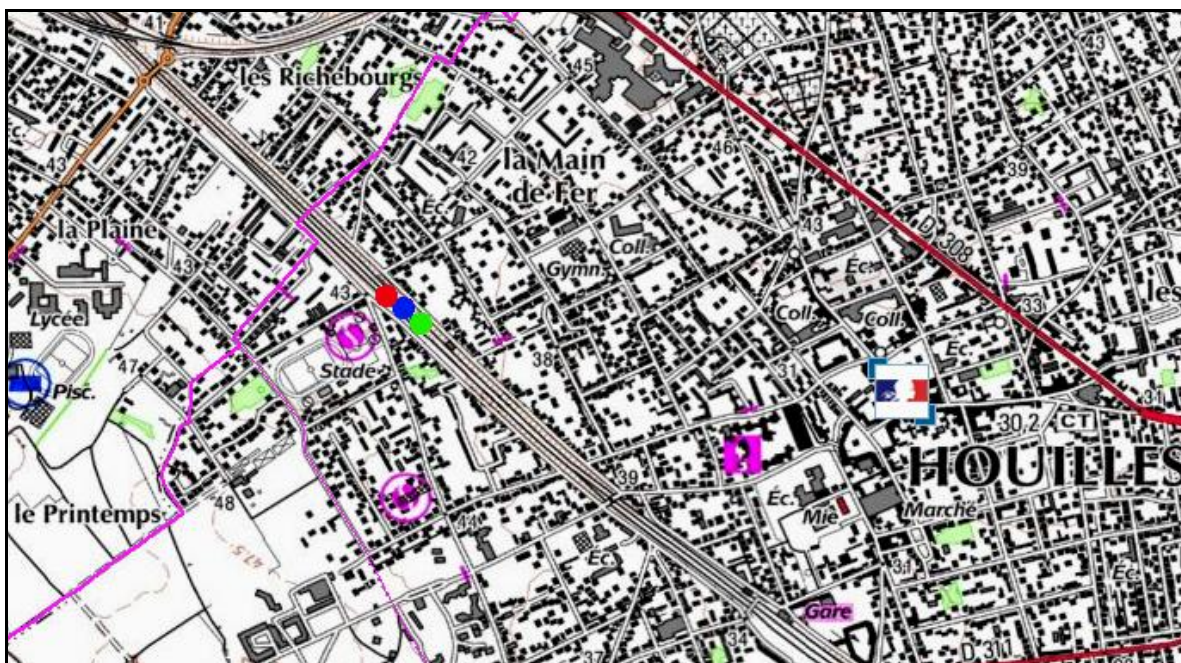 41
les Richebourgs
45
43
42
46
la Main
de Fer
39
43
Éc.
la Plaine
Coll.
43
D 308
Gymn.
Éc.
43
les
Lycée
Coll.
Coll.
33
47
Stade
38
Éc.
Pisc.
31
31
30,2
CT
HOUILLES
39
48
Éc.
le Printemps
44
Mie
Marché
47,5
Éc.
31
Éc.
Gare
34
37
D 311